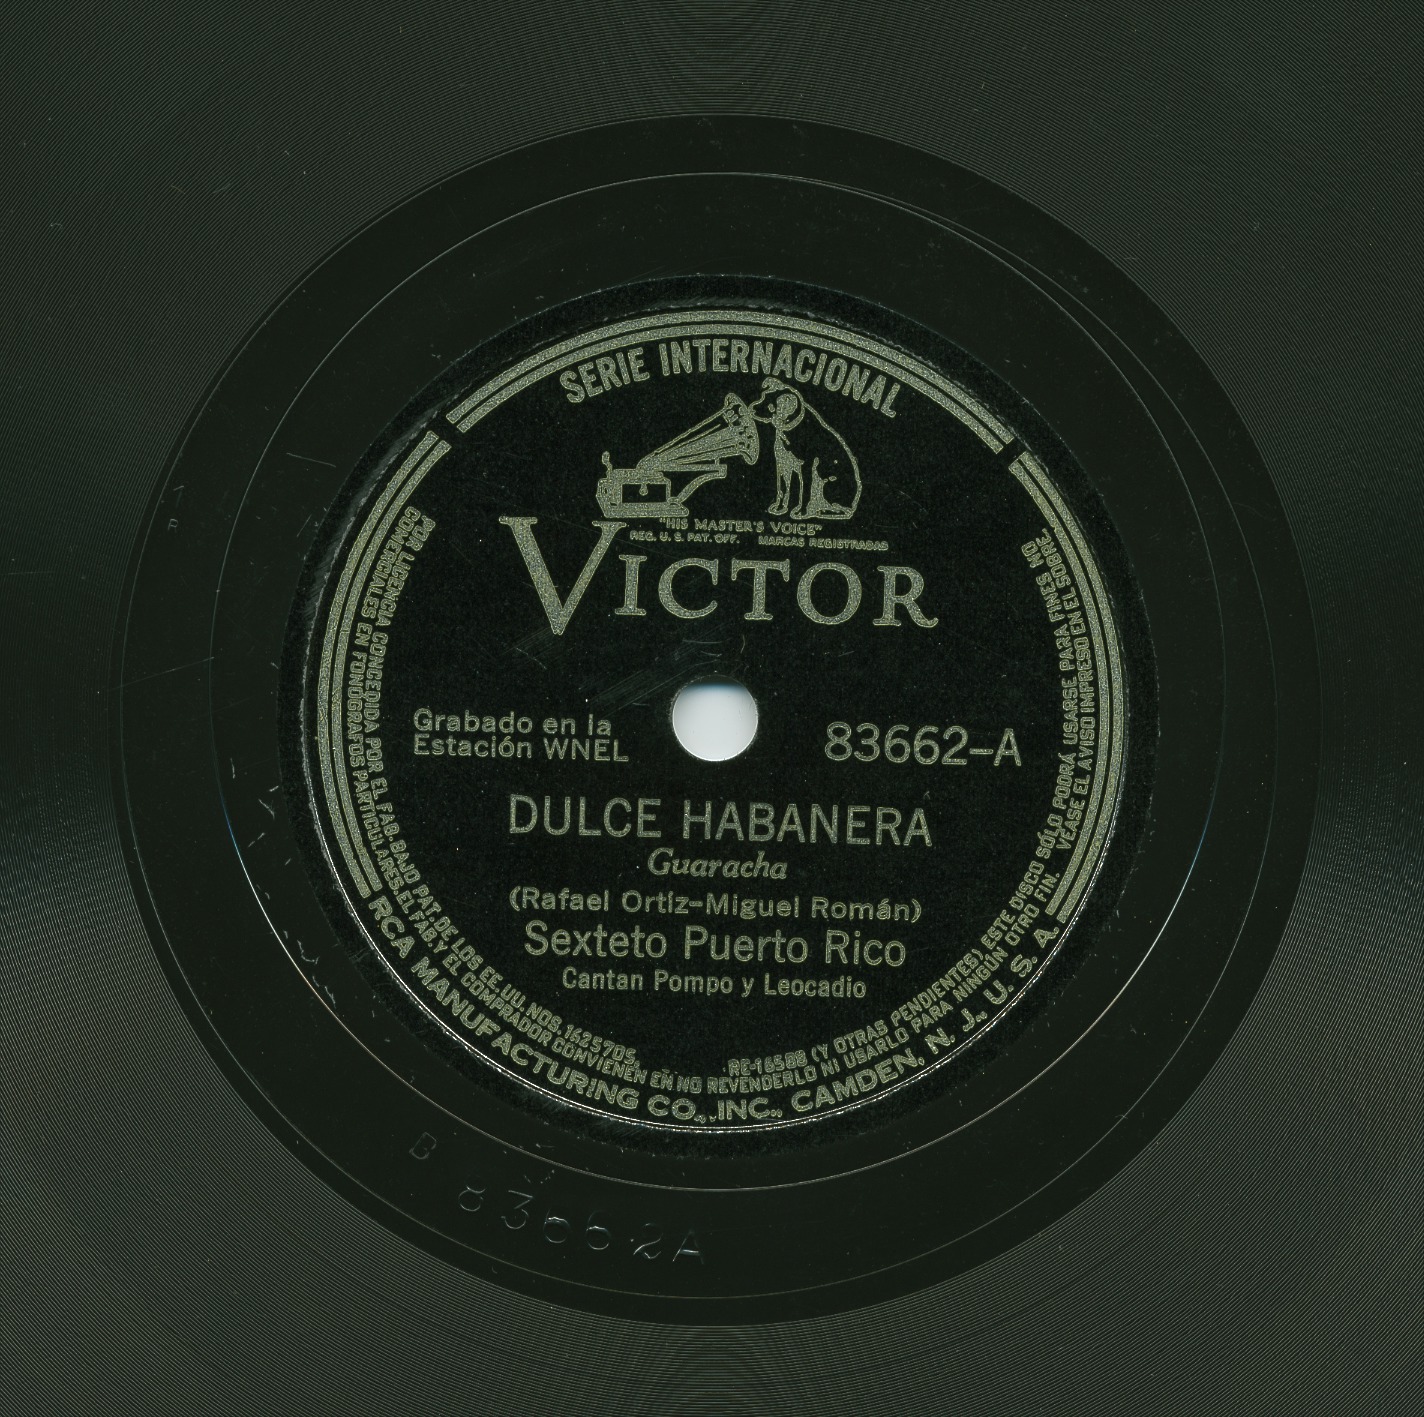 SERIE INTERNACIONAL
"HIS MASTER'S VOICE"
REG. U. S. PAT. OFF. MARCAS REGISTRADAS
VICTOR
Grabado en la
Estación WNEL
83662-A
DULCE HABANERA
Guaracha
(Rafael Ortiz-Miguel Román)
Sexteto Puerto Rico
Cantan Pompo y Leocadio
POR LICENCIA CONCEDIDA POR EL FAB. BAJO PAT. DE LOS EE. UU. NOS. 1625705, RE-16588 (Y OTRAS PENDIENTES), ESTE DISCO SÓLO PODRÁ USARSE PARA FINES NO
COMERCIALES EN FONÓGRAFOS PARTICULARES. EL FAB. Y EL COMPRADOR CONVIENEN EN NO REVENDERLO NI USARLO PARA NINGÚN OTRO FIN. VÉASE EL AVISO IMPRESO EN EL SOBRE.
RCA MANUFACTURING CO., INC., CAMDEN, N. J., U. S. A.
B
83662A